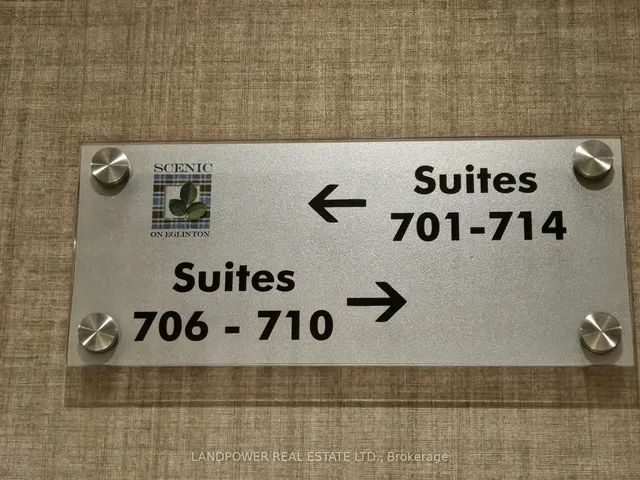 SCENIC
ON EGLINTON
← Suites
701-714
Suites →
706 - 710
LANDPOWER REAL ESTATE LTD., Brokerage